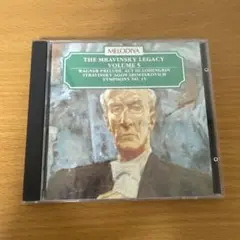 MELODIYA
THE MRAVINSKY LEGACY
VOLUME 5
WAGNER PRELUDE, ACT III LOHENGRIN
STRAVINSKY AGON SHOSTAKOVICH
SYMPHONY NO. 15